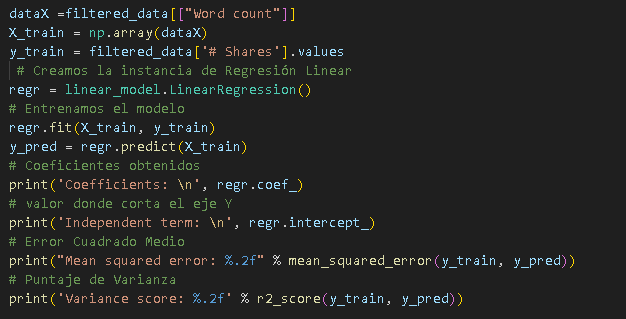 dataX =filtered_data[["Word count"]]
X_train = np.array(dataX)
y_train = filtered_data['# Shares'].values
# Creamos la instancia de Regresión Linear
regr = linear_model.LinearRegression()
# Entrenamos el modelo
regr.fit(X_train, y_train)
y_pred = regr.predict(X_train)
# Coeficientes obtenidos
print('Coefficients: \n', regr.coef_)
# valor donde corta el eje Y
print('Independent term: \n', regr.intercept_)
# Error Cuadrado Medio
print("Mean squared error: %.2f" % mean_squared_error(y_train, y_pred))
# Puntaje de Varianza
print('Variance score: %.2f' % r2_score(y_train, y_pred))